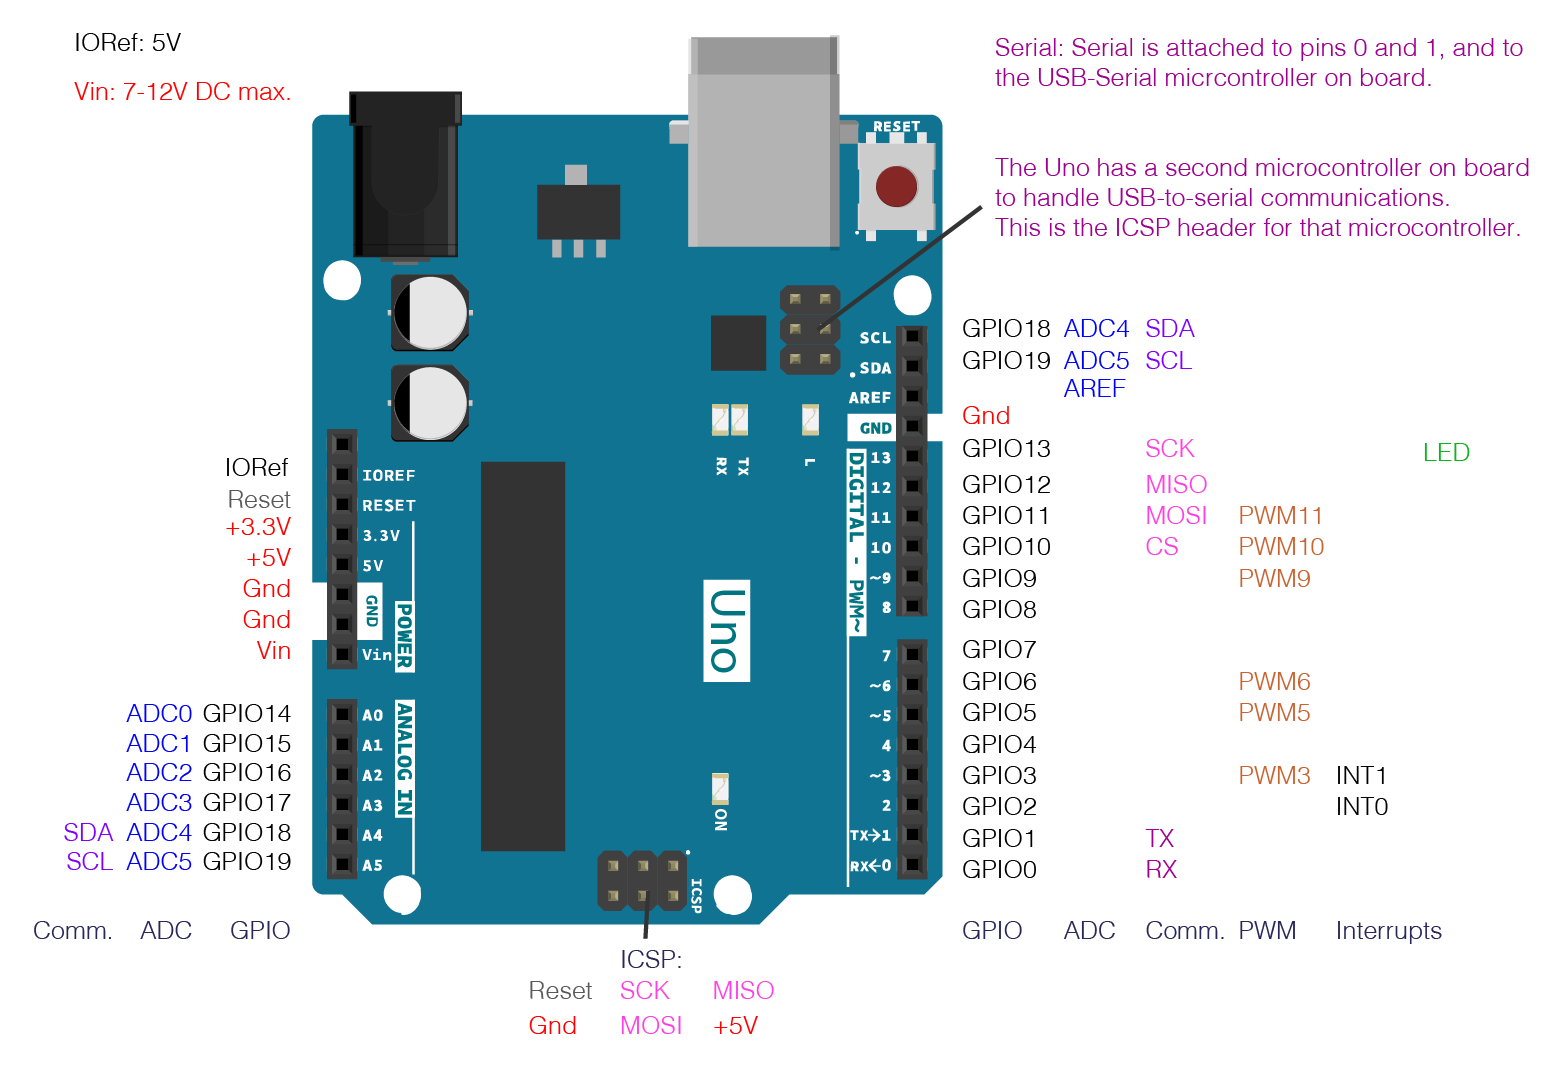 IORef: 5V
Vin: 7-12V DC max.
Serial: Serial is attached to pins 0 and 1, and to
the USB-Serial micrcontroller on board.
The Uno has a second microcontroller on board
to handle USB-to-serial communications.
This is the ICSP header for that microcontroller.
RESET
IORef
Reset
+3.3V
+5V
Gnd
Gnd
Vin
IOREF
RESET
3.3V
5V
GND
Vin
POWER
ADC0 GPIO14
ADC1 GPIO15
ADC2 GPIO16
ADC3 GPIO17
SDA ADC4 GPIO18
SCL ADC5 GPIO19
A0
A1
A2
A3
A4
A5
ANALOG IN
Comm. ADC GPIO
RX
TX
L
Uno
ON
ICSP
SCL
SDA
AREF
GND
13
12
11
10
~9
8
7
~6
~5
4
~3
2
TX→1
RX←0
DIGITAL - PWM~
GPIO18 ADC4 SDA
GPIO19 ADC5 SCL
AREF
Gnd
GPIO13 SCK LED
GPIO12 MISO
GPIO11 MOSI PWM11
GPIO10 CS PWM10
GPIO9 PWM9
GPIO8
GPIO7
GPIO6 PWM6
GPIO5 PWM5
GPIO4
GPIO3 PWM3 INT1
GPIO2 INT0
GPIO1 TX
GPIO0 RX
GPIO ADC Comm. PWM Interrupts
ICSP:
Reset SCK MISO
Gnd MOSI +5V